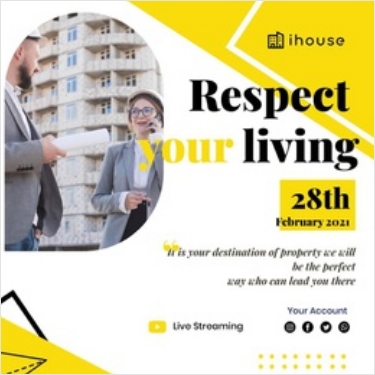 ihouse
Respect
your living
28th
February 2021
It is your destination of property we will
be the perfect
way who can lead you there
Your Account
Live Streaming